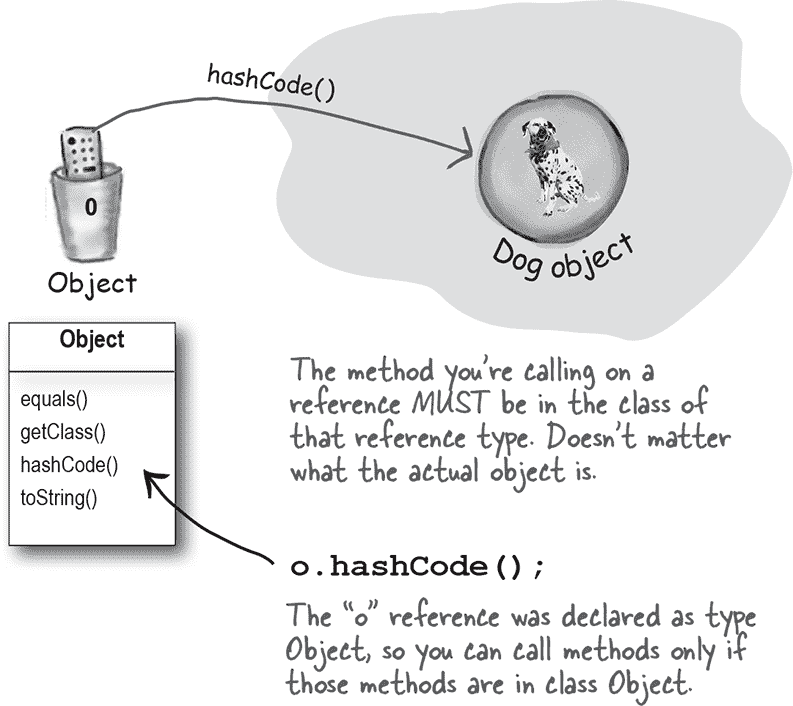 hashCode()
o
Object
Dog object
Object
equals()
getClass()
hashCode()
toString()
The method you're calling on a
reference MUST be in the class of
that reference type. Doesn't matter
what the actual object is.
o.hashCode();
The "o" reference was declared as type
Object, so you can call methods only if
those methods are in class Object.